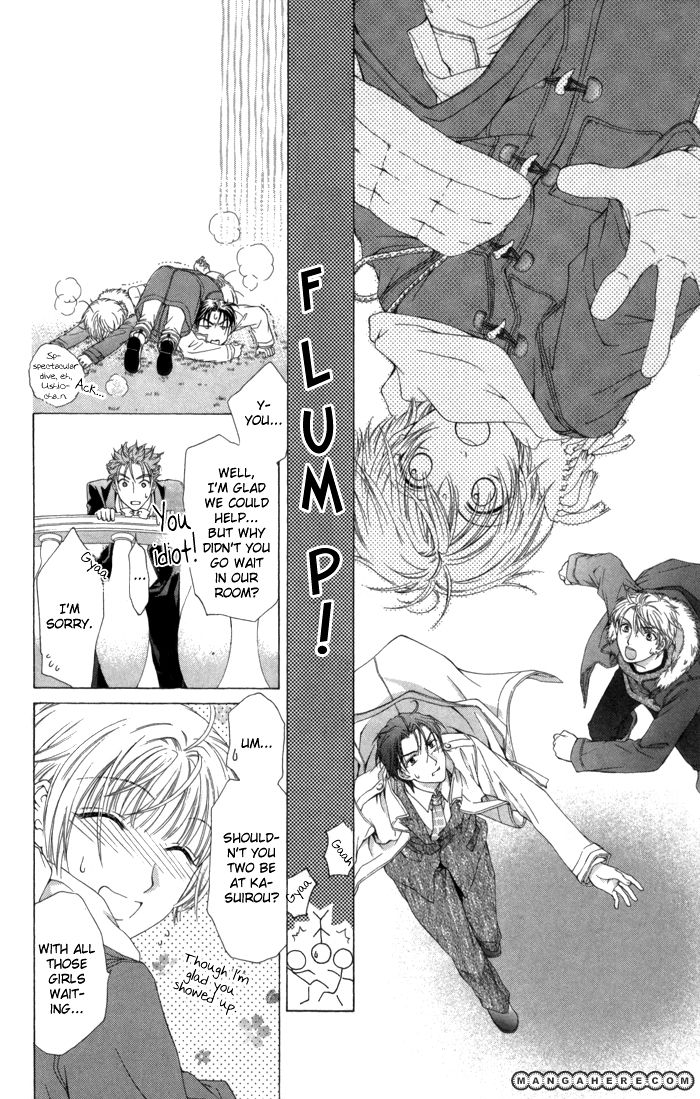 F
L
U
M
P!
Gaah
Gyaa
Sp-
spectacular
dive, eh,
Ushio-
chan.
Ack...
Y-
YOU...
WELL,
I'M GLAD
WE COULD
HELP...
BUT WHY
DIDN'T YOU
GO WAIT
IN OUR
ROOM?
You
idiot!
Gyaa
...
I'M
SORRY.
UM...
SHOULD-
N'T YOU
TWO BE
AT KA-
SUIROU?
Though I'm
glad you
showed up.
WITH ALL
THOSE
GIRLS
WAIT-
ING...
MANGAHERE.COM